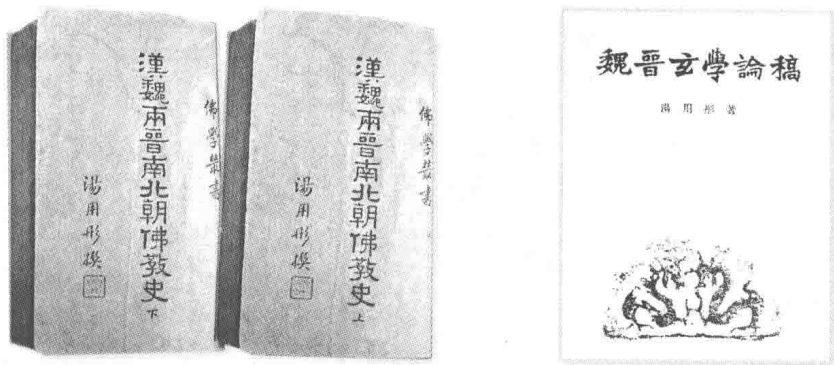 漢魏兩晉南北朝佛教史
下
湯用彤撰
佛學叢書
漢魏兩晉南北朝佛教史
上
湯用彤撰
佛學叢書
魏晉玄學論稿
湯用彤著